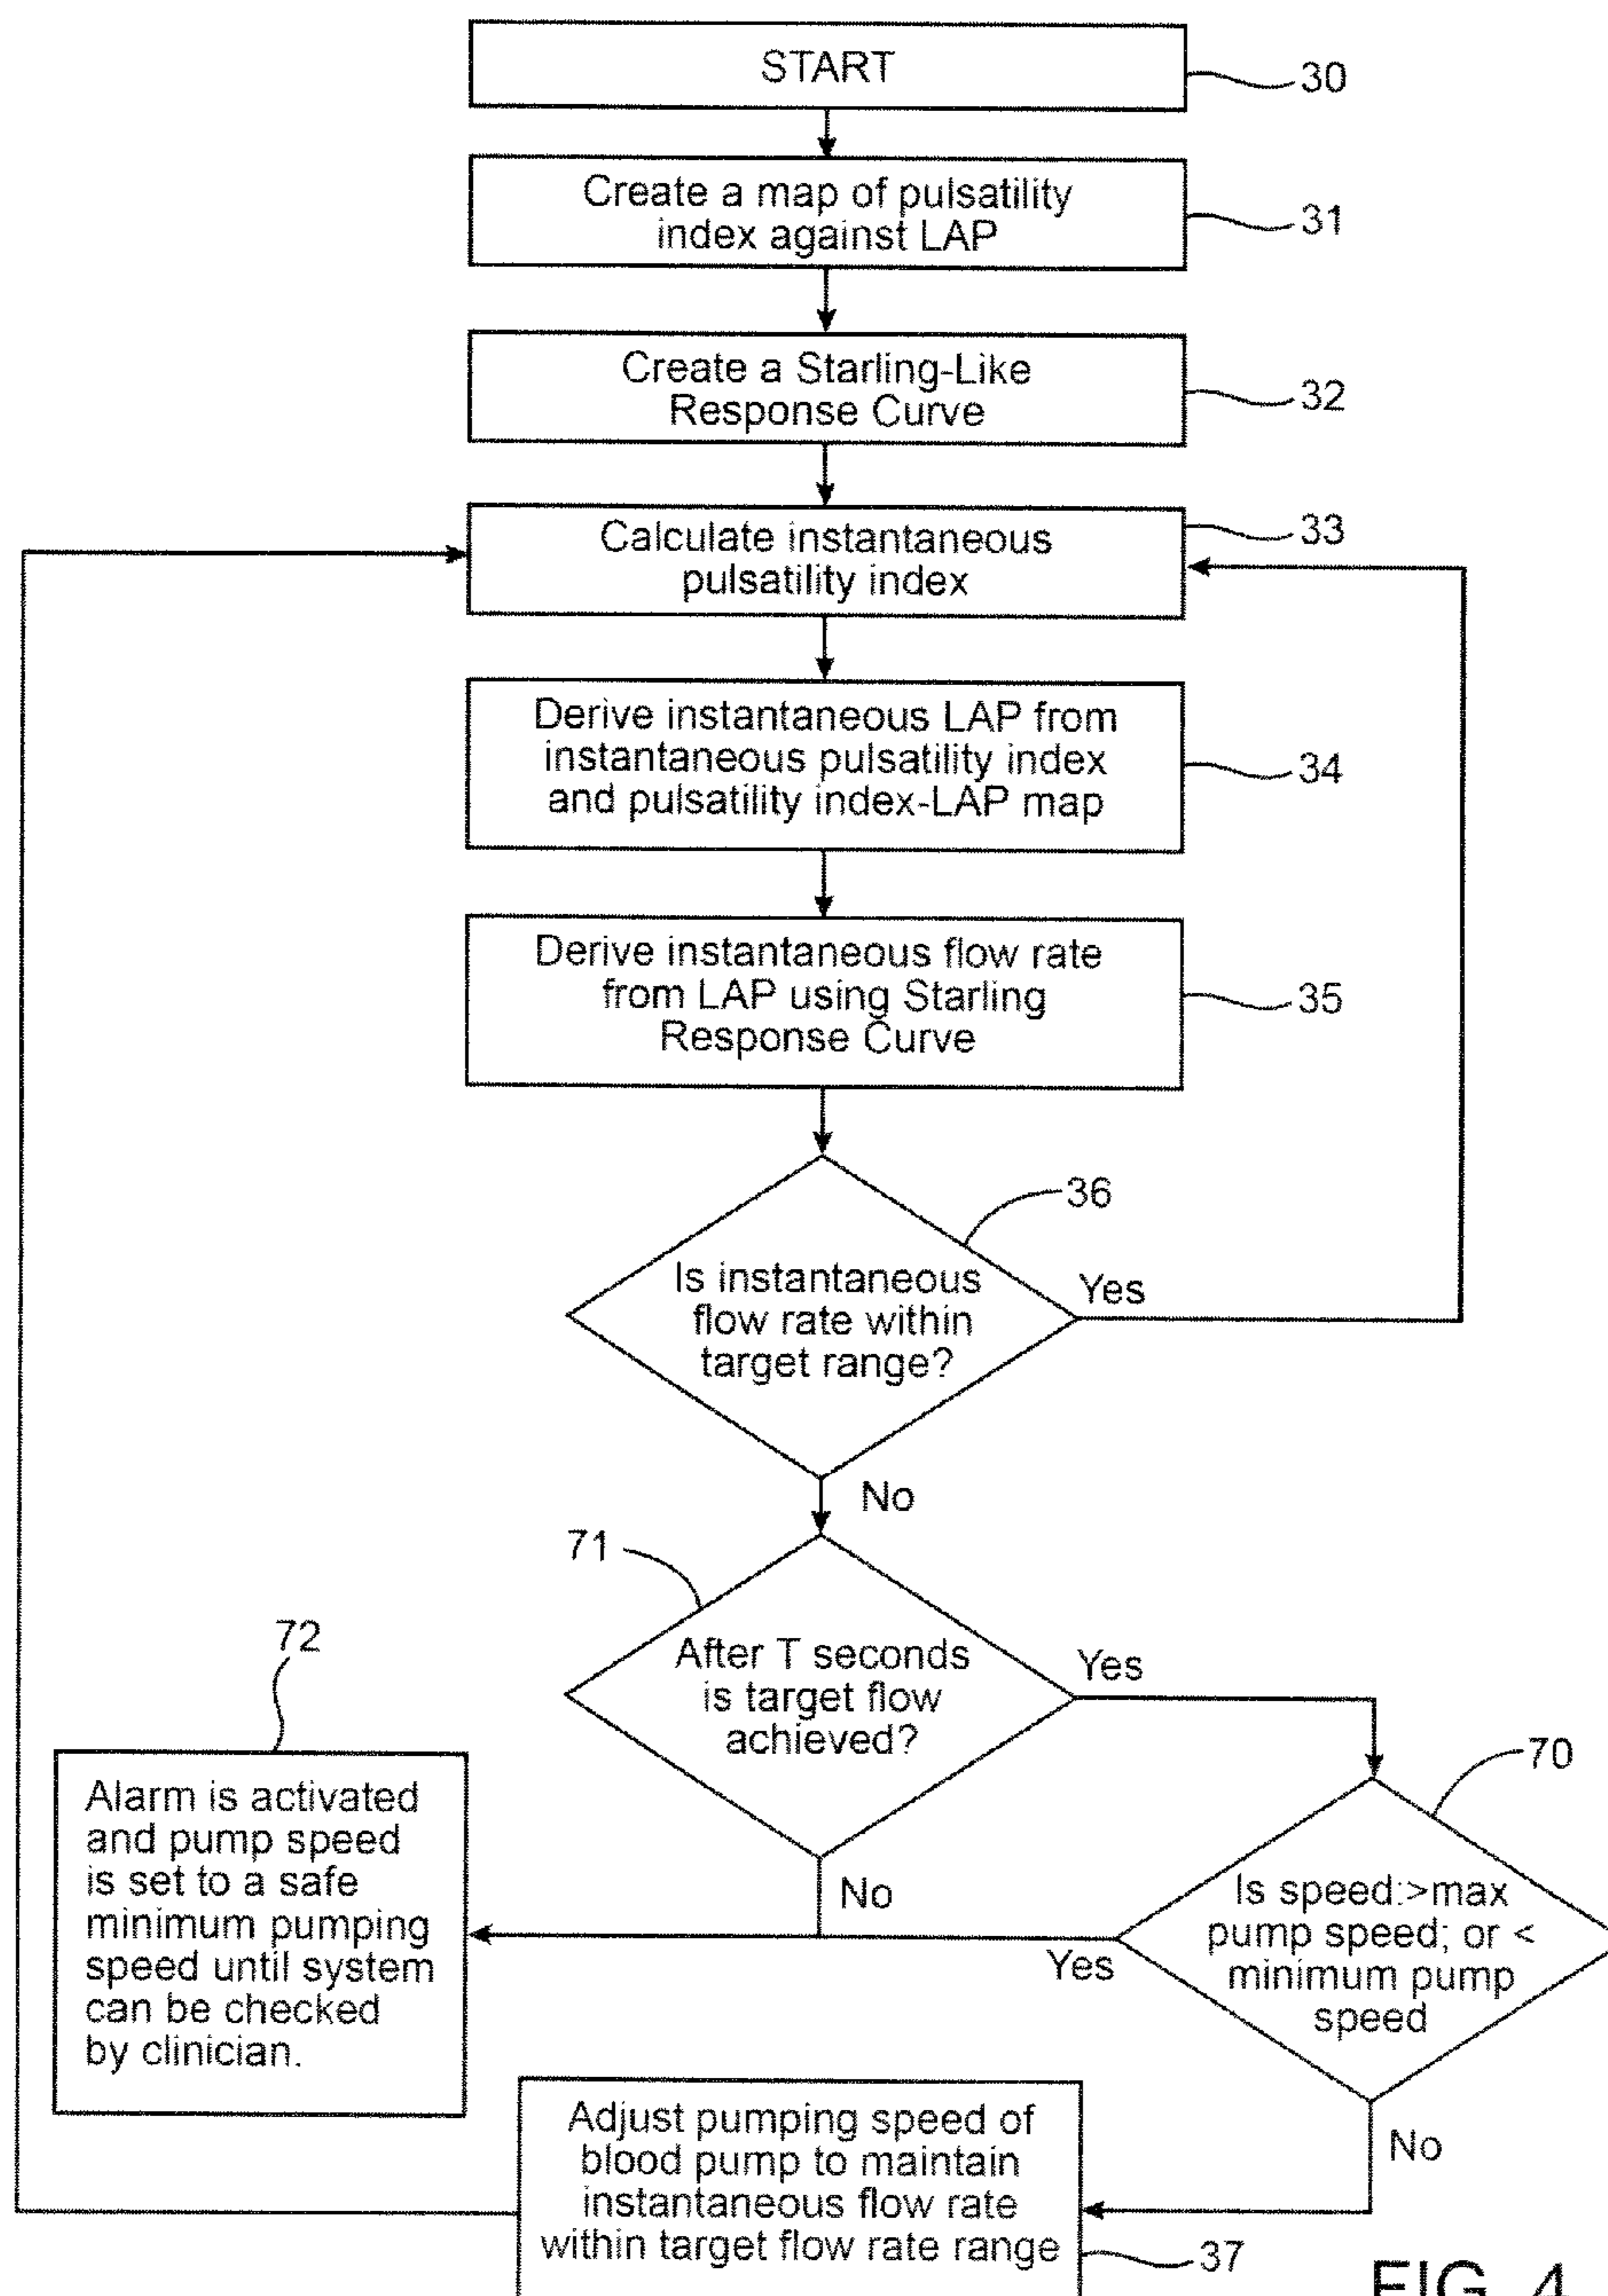 START
30
Create a map of pulsatility
index against LAP
31
Create a Starling-Like
Response Curve
32
Calculate instantaneous
pulsatility index
33
Derive instantaneous LAP from
instantaneous pulsatility index
and pulsatility index-LAP map
34
Derive instantaneous flow rate
from LAP using Starling
Response Curve
35
36
Is instantaneous
flow rate within
target range?
Yes
No
71
After T seconds
is target flow
achieved?
Yes
No
72
Alarm is activated
and pump speed
is set to a safe
minimum pumping
speed until system
can be checked
by clinician.
70
Is speed:>max
pump speed; or <
minimum pump
speed
Yes
No
Adjust pumping speed of
blood pump to maintain
instantaneous flow rate
within target flow rate range
37
FIG. 4